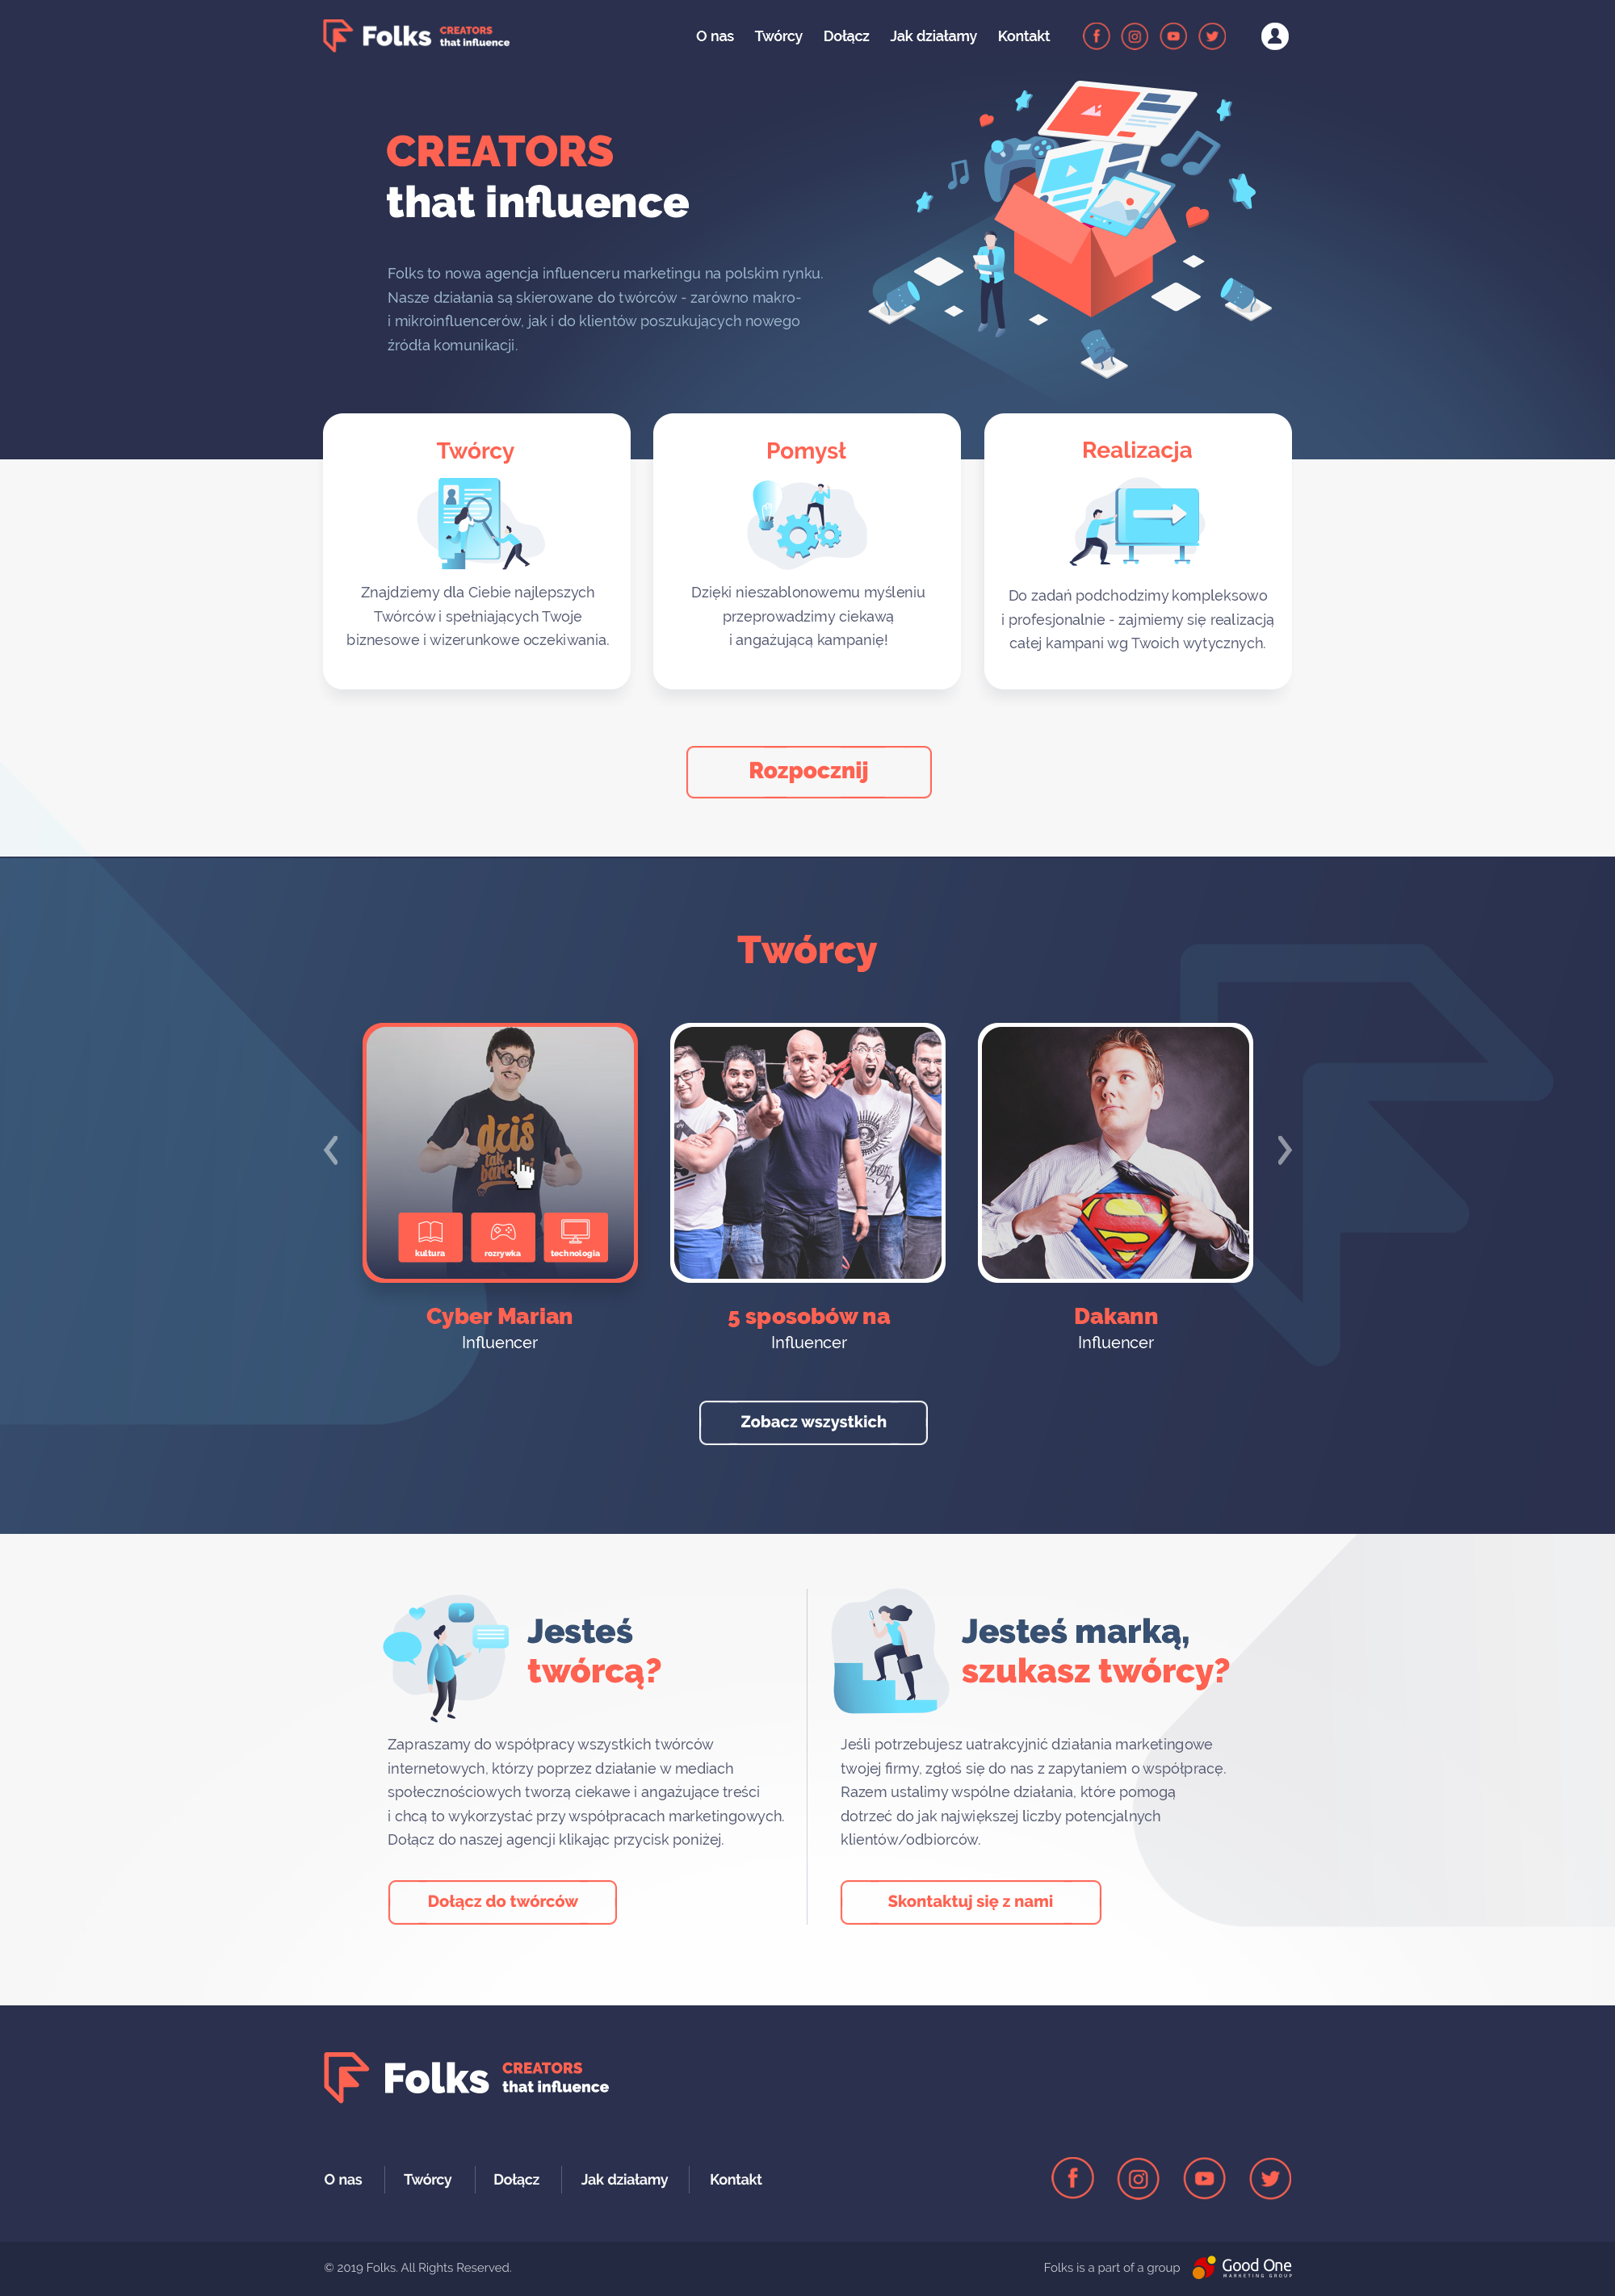 Folks CREATORS
that influence
O nas Twórcy Dołącz Jak działamy Kontakt
CREATORS
that influence
Folks to nowa agencja influenceru marketingu na polskim rynku.
Nasze działania są skierowane do twórców - zarówno makro-
i mikroinfluencerów, jak i do klientów poszukujących nowego
źródła komunikacji.
Twórcy
Znajdziemy dla Ciebie najlepszych
Twórców i spełniających Twoje
biznesowe i wizerunkowe oczekiwania.
Pomysł
Dzięki nieszablonowemu myśleniu
przeprowadzimy ciekawą
i angażującą kampanię!
Realizacja
Do zadań podchodzimy kompleksowo
i profesjonalnie - zajmiemy się realizacją
całej kampani wg Twoich wytycznych.
Rozpocznij
Twórcy
dziś
tak
kultura
rozrywka
technologia
Cyber Marian
Influencer
5 sposobów na
Influencer
Dakann
Influencer
Zobacz wszystkich
Jesteś
twórcą?
Zapraszamy do współpracy wszystkich twórców
internetowych, którzy poprzez działanie w mediach
społecznościowych tworzą ciekawe i angażujące treści
i chcą to wykorzystać przy współpracach marketingowych.
Dołącz do naszej agencji klikając przycisk poniżej.
Dołącz do twórców
Jesteś marką,
szukasz twórcy?
Jeśli potrzebujesz uatrakcyjnić działania marketingowe
twojej firmy, zgłoś się do nas z zapytaniem o współpracę.
Razem ustalimy wspólne działania, które pomogą
dotrzeć do jak największej liczby potencjalnych
klientów/odbiorców.
Skontaktuj się z nami
Folks CREATORS
that influence
O nas Twórcy Dołącz Jak działamy Kontakt
© 2019 Folks. All Rights Reserved.
Folks is a part of a group Good One
MARKETING GROUP